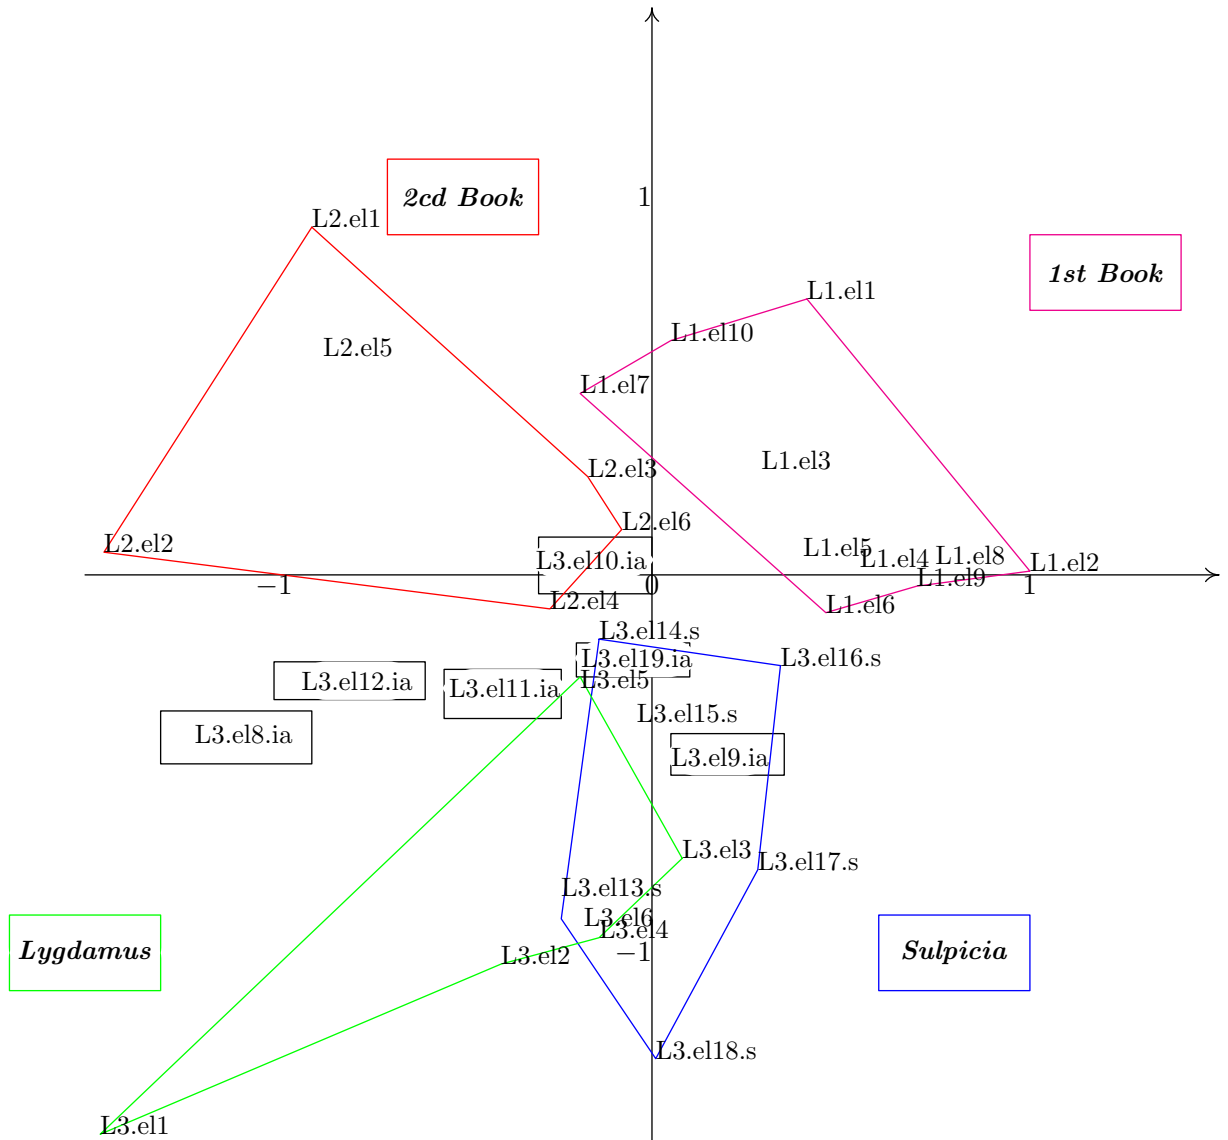 1
2cd Book
L2.el1
1st Book
L1.el1
L1.el10
L2.el5
L1.el7
L1.el3
L2.el3
L2.el6
L2.el2
L1.el5
L1.el4
L1.el8
L3.el10.ia
L1.el2
L1.el9
−1
0
1
L2.el4
L1.el6
L3.el14.s
L3.el19.ia
L3.el16.s
L3.el12.ia
L3.el11.ia
L3.el5
L3.el15.s
L3.el8.ia
L3.el9.ia
L3.el3
L3.el17.s
L3.el13.s
L3.el6
L3.el4
Lygdamus
L3.el2
−1
Sulpicia
L3.el18.s
L3.el1